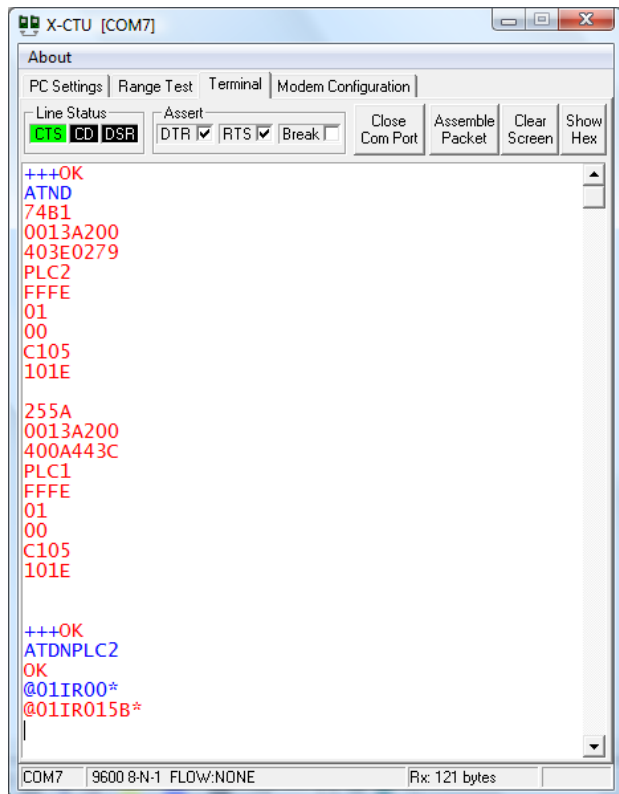 X-CTU [COM7]
About
PC Settings Range Test Terminal Modem Configuration
Line Status Assert
CTS CD DSR DTR RTS Break Close Com Port Assemble Packet Clear Screen Show Hex
+++OK
ATND
74B1
0013A200
403E0279
PLC2
FFFE
01
00
C105
101E
255A
0013A200
400A443C
PLC1
FFFE
01
00
C105
101E
+++OK
ATDNPLC2
OK
@01IR00*
@01IR015B*
COM7 9600 8-N-1 FLOW:NONE Rx: 121 bytes